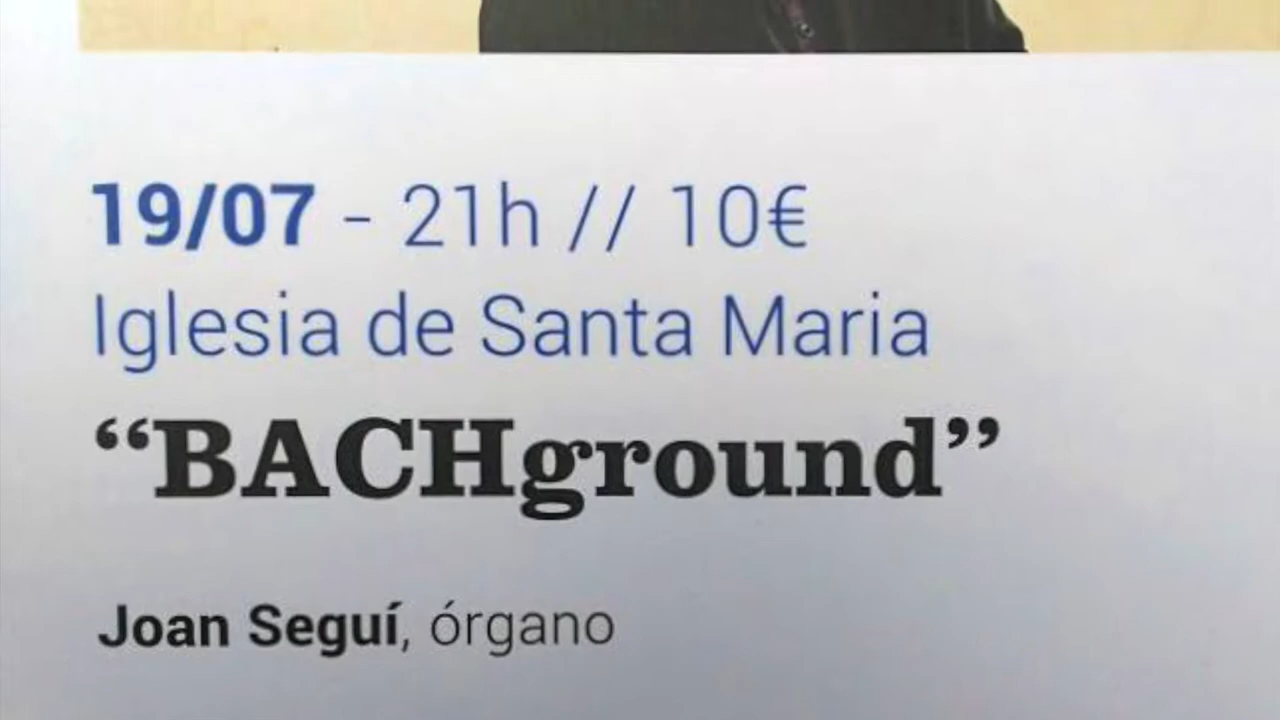 19/07 - 21h // 10€
Iglesia de Santa Maria
“BACHground”
Joan Seguí, órgano